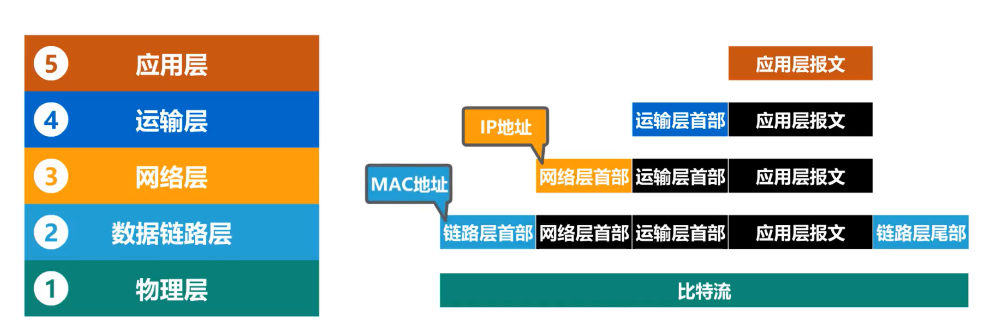 5 应用层 应用层报文
4 运输层 运输层首部 应用层报文
IP地址
3 网络层 网络层首部 运输层首部 应用层报文
MAC地址
2 数据链路层 链路层首部 网络层首部 运输层首部 应用层报文 链路层尾部
1 物理层 比特流